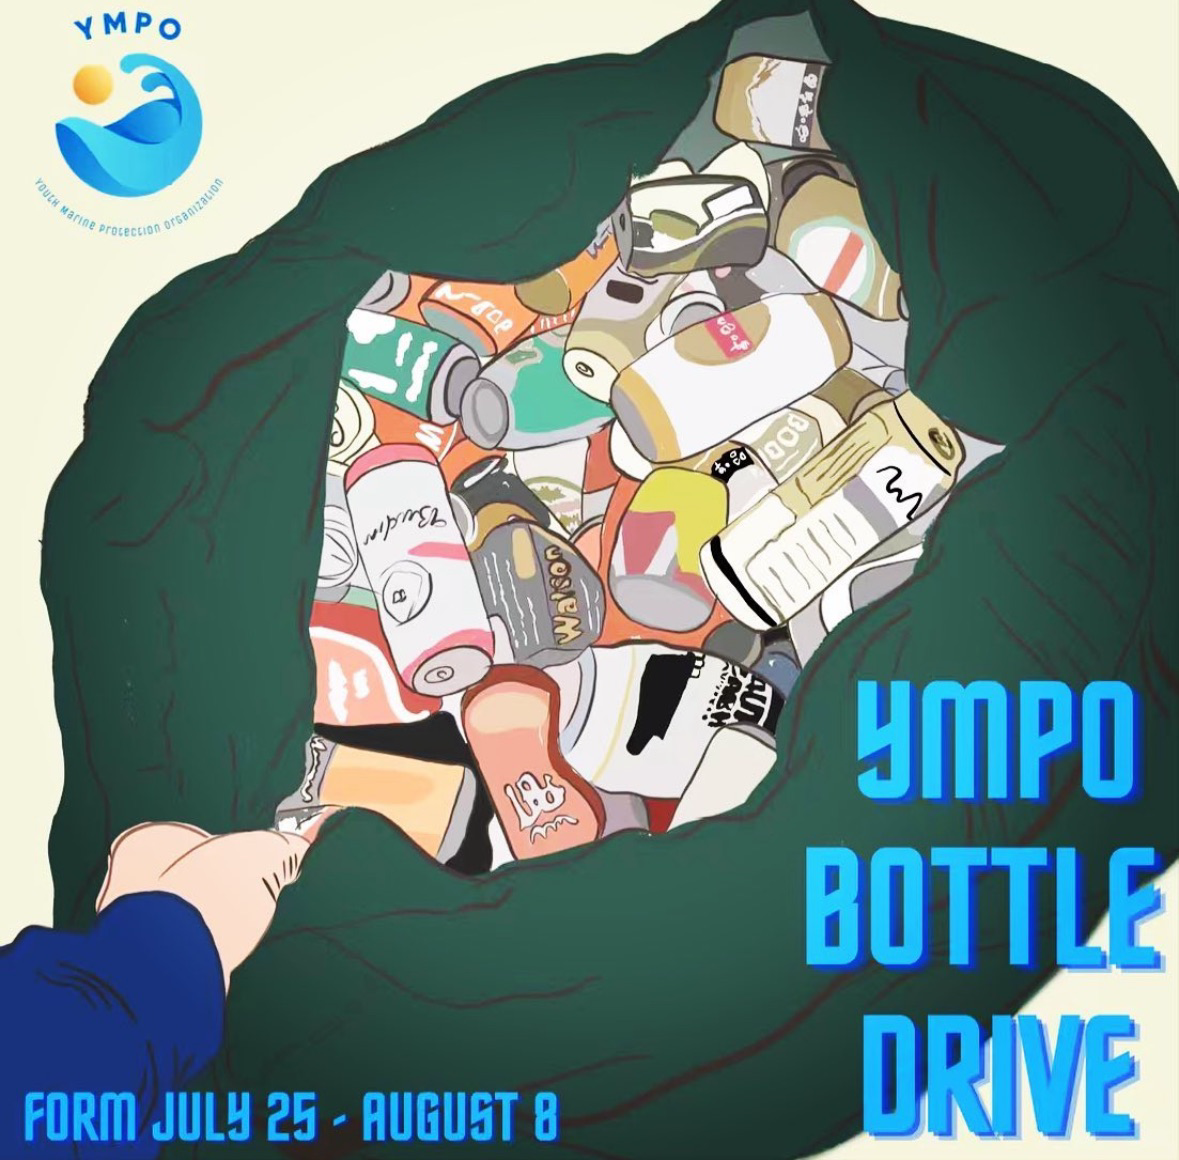 YMPO
YOUTH MARINE PROTECTION ORGANIZATION
Watson
YMPO
BOTTLE
DRIVE
FORM JULY 25 - AUGUST 8